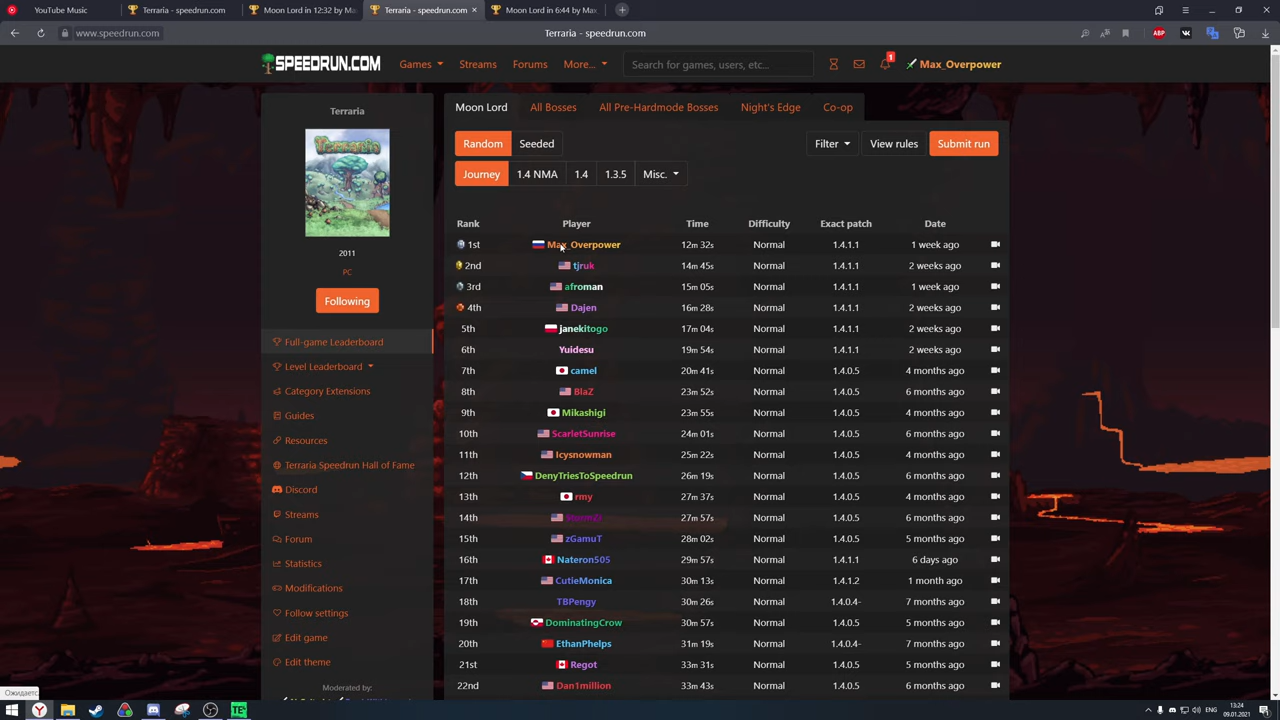 YouTube Music
Terraria - speedrun.com
Moon Lord in 12:32 by Ma
Terraria - speedrun.com
Moon Lord in 6:44 by Max
www.speedrun.com
Terraria - speedrun.com
ABP
SPEEDRUN.COM
Games
Streams
Forums
More...
Search for games, users, etc...
1
Max_Overpower
Terraria
2011
PC
Following
Full-game Leaderboard
Level Leaderboard
Category Extensions
Guides
Resources
Terraria Speedrun Hall of Fame
Discord
Streams
Forum
Statistics
Modifications
Follow settings
Edit game
Edit theme
Moderated by:
Moon Lord All Bosses All Pre-Hardmode Bosses Night's Edge Co-op
Random Seeded Filter View rules Submit run
Journey 1.4 NMA 1.4 1.3.5 Misc.
Rank Player Time Difficulty Exact patch Date
1st Max_Overpower 12m 32s Normal 1.4.1.1 1 week ago
2nd tjruk 14m 45s Normal 1.4.1.1 2 weeks ago
3rd afroman 15m 05s Normal 1.4.1.1 1 week ago
4th Dajen 16m 28s Normal 1.4.1.1 2 weeks ago
5th janekitogo 17m 04s Normal 1.4.1.1 2 weeks ago
6th Yuidesu 19m 54s Normal 1.4.1.1 2 weeks ago
7th camel 20m 41s Normal 1.4.0.5 4 months ago
8th BlaZ 23m 52s Normal 1.4.0.5 6 months ago
9th Mikashigi 23m 55s Normal 1.4.0.5 4 months ago
10th ScarletSunrise 24m 01s Normal 1.4.0.5 6 months ago
11th Icysnowman 25m 22s Normal 1.4.0.5 6 months ago
12th DenyTriesToSpeedrun 26m 19s Normal 1.4.0.5 6 months ago
13th rmy 27m 37s Normal 1.4.0.5 4 months ago
14th 27m 57s Normal 1.4.0.5 6 months ago
15th zGamuT 28m 02s Normal 1.4.0.5 5 months ago
16th Nateron505 29m 57s Normal 1.4.1.1 6 days ago
17th CutieMonica 30m 13s Normal 1.4.1.2 1 month ago
18th TBPengy 30m 26s Normal 1.4.0.4- 7 months ago
19th DominatingCrow 30m 57s Normal 1.4.0.5 6 months ago
20th EthanPhelps 31m 19s Normal 1.4.0.4- 7 months ago
21st Regot 33m 31s Normal 1.4.0.5 5 months ago
22nd Dan1million 33m 43s Normal 1.4.0.5 6 months ago
Ожидаетс
TE
ENG
13:24
09.01.2021